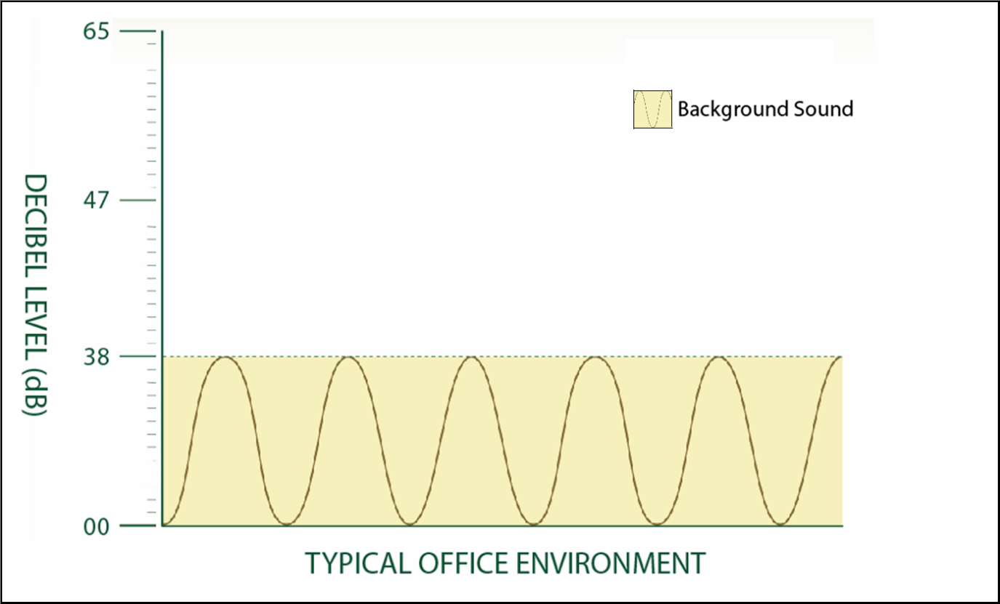 65
Background Sound
47
DECIBEL LEVEL (dB)
38
00
TYPICAL OFFICE ENVIRONMENT